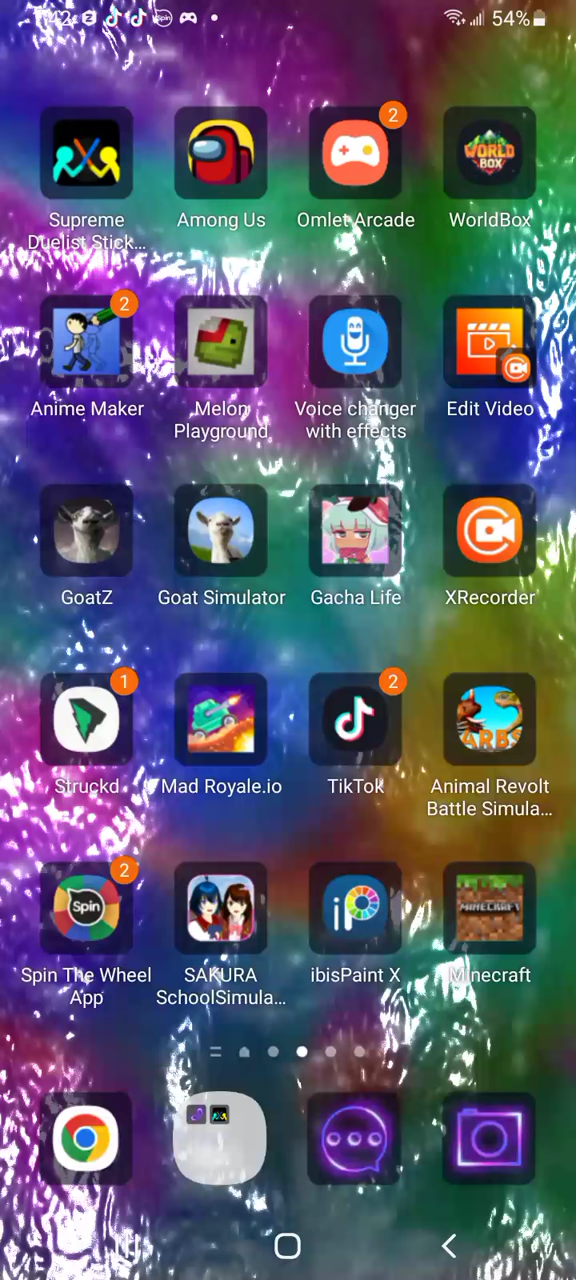 :42
54%
2
WORLD
BOX
Supreme
Duelist Stick...
Among Us
Omlet Arcade
WorldBox
2
Anime Maker
Melon
Playground
Voice changer
with effects
Edit Video
GoatZ
Goat Simulator
Gacha Life
XRecorder
1
2
ARBS
Struckd
Mad Royale.io
TikTok
Animal Revolt
Battle Simula...
2
Spin
iP
MINECRAFT
Spin The Wheel
App
SAKURA
SchoolSimula...
ibisPaint X
Minecraft